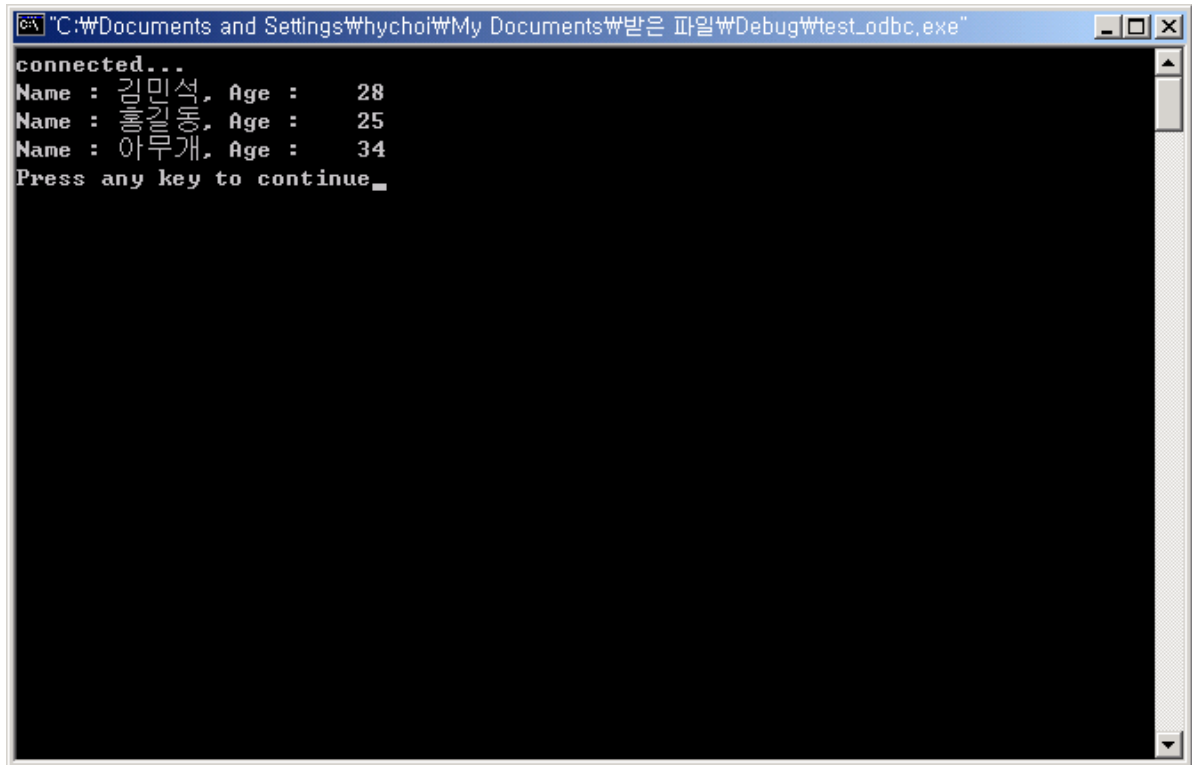 "C:₩Documents and Settings₩hychoi₩My Documents₩받은 파일₩Debug₩test_odbc.exe"
connected...
Name : 김민석, Age :    28
Name : 홍길동, Age :    25
Name : 아무개, Age :    34
Press any key to continue_